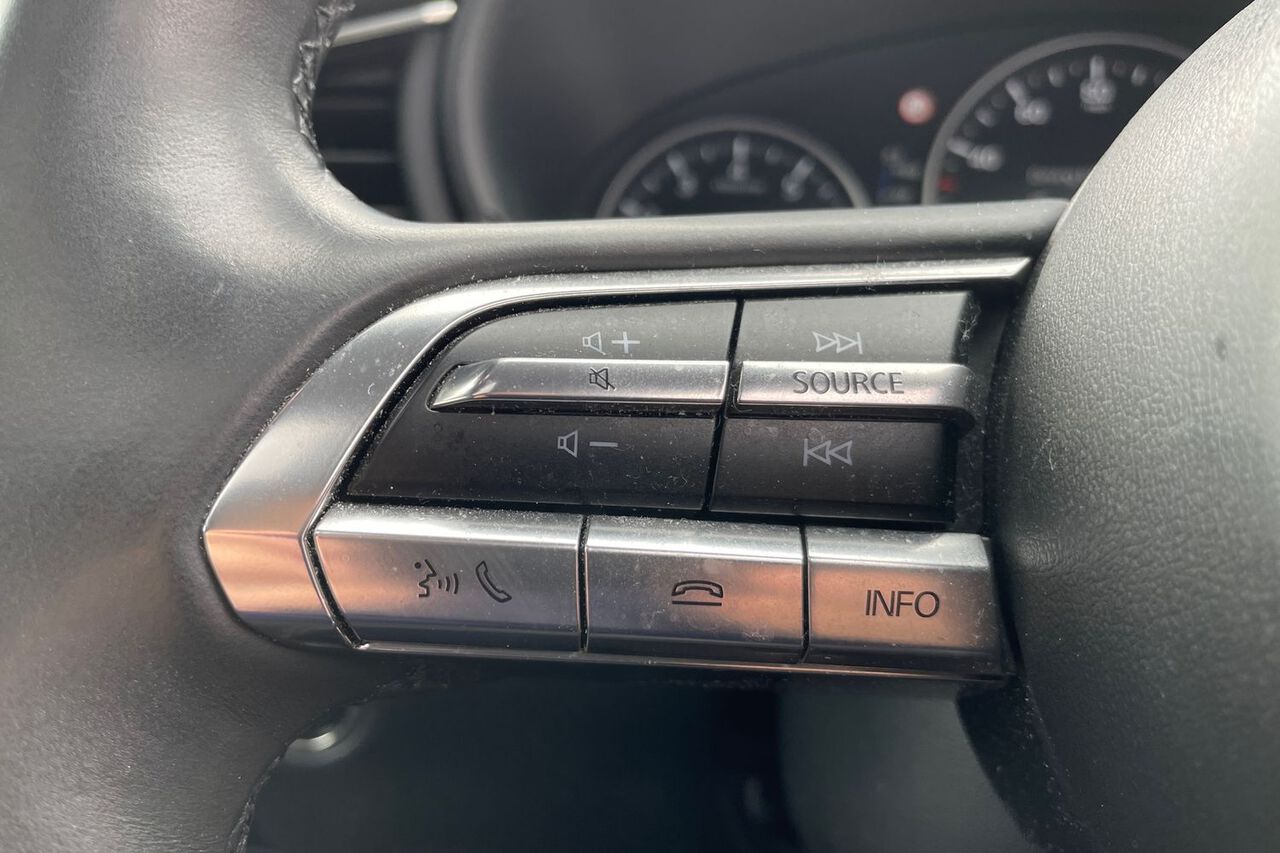 +
SOURCE
−
INFO